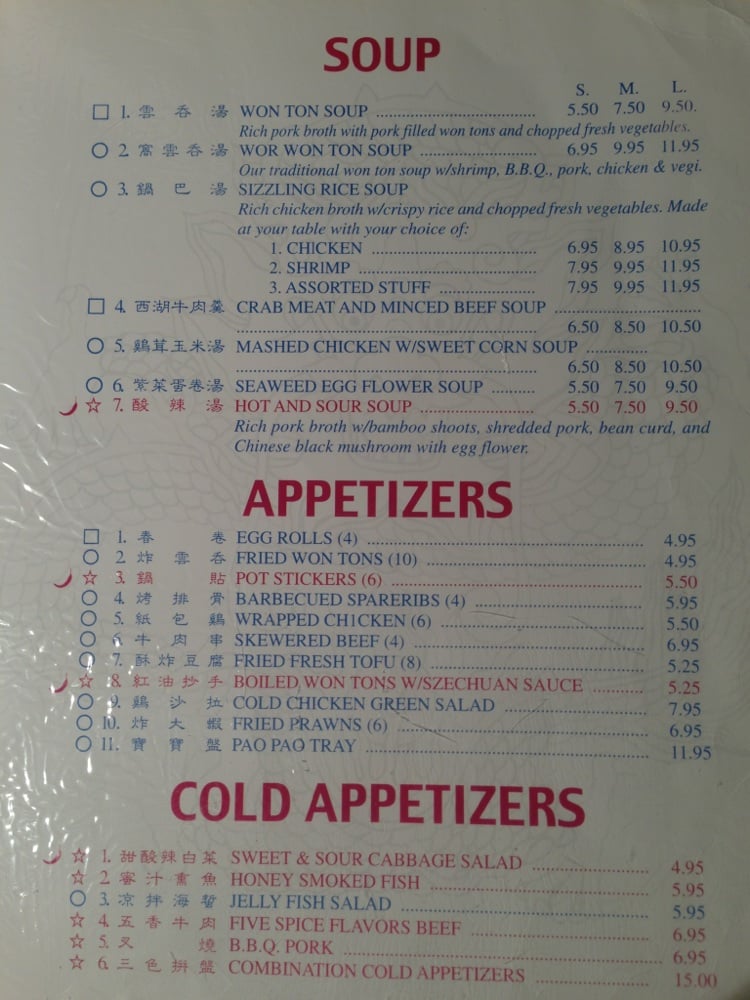 SOUP
S. M. L.
□ 1. 雲吞湯 WON TON SOUP 5.50 7.50 9.50.
Rich pork broth with pork filled won tons and chopped fresh vegetables.
○ 2. 窩雲吞湯 WOR WON TON SOUP 6.95 9.95 11.95
Our traditional won ton soup w/shrimp, B.B.Q., pork, chicken & vegi.
○ 3. 鍋巴湯 SIZZLING RICE SOUP
Rich chicken broth w/crispy rice and chopped fresh vegetables. Made
at your table with your choice of:
1. CHICKEN 6.95 8.95 10.95
2. SHRIMP 7.95 9.95 11.95
3. ASSORTED STUFF 7.95 9.95 11.95
□ 4. 西湖牛肉羹 CRAB MEAT AND MINCED BEEF SOUP
6.50 8.50 10.50
○ 5. 鷄茸玉米湯 MASHED CHICKEN W/SWEET CORN SOUP
6.50 8.50 10.50
○ 6. 紫菜蛋卷湯 SEAWEED EGG FLOWER SOUP 5.50 7.50 9.50
☆ 7. 酸辣湯 HOT AND SOUR SOUP 5.50 7.50 9.50
Rich pork broth w/bamboo shoots, shredded pork, bean curd, and
Chinese black mushroom with egg flower.
APPETIZERS
□ 1. 春卷 EGG ROLLS (4) 4.95
○ 2. 炸雲吞 FRIED WON TONS (10) 4.95
☆ 3. 鍋貼 POT STICKERS (6) 5.50
○ 4. 烤排骨 BARBECUED SPARERIBS (4) 5.95
○ 5. 紙包鷄 WRAPPED CH1CKEN (6) 5.50
○ 6. 牛肉串 SKEWERED BEEF (4) 6.95
○ 7. 酥炸豆腐 FRIED FRESH TOFU (8) 5.25
☆ 8. 紅油抄手 BOILED WON TONS W/SZECHUAN SAUCE 5.25
○ 9. 鷄沙拉 COLD CHICKEN GREEN SALAD 7.95
○ 10. 炸大蝦 FRIED PRAWNS (6) 6.95
○ 11. 寶寶盤 PAO PAO TRAY 11.95
COLD APPETIZERS
☆ 1. 甜酸辣白菜 SWEET & SOUR CABBAGE SALAD 4.95
☆ 2. 蜜汁熏魚 HONEY SMOKED FISH 5.95
○ 3. 凉拌海蜇 JELLY FISH SALAD 5.95
☆ 4. 五香牛肉 FIVE SPICE FLAVORS BEEF 6.95
☆ 5. 叉燒 B.B.Q. PORK 6.95
☆ 6. 三色拼盤 COMBINATION COLD APPETIZERS 15.00